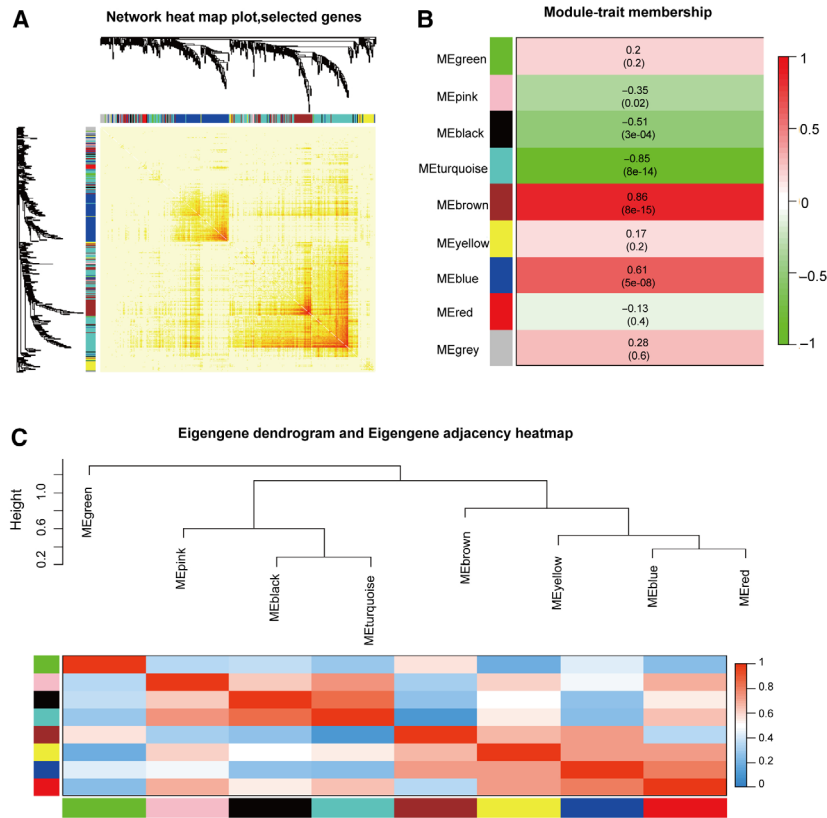 A
Network heat map plot,selected genes
B
Module-trait membership
MEgreen
0.2
(0.2)
MEpink
−0.35
(0.02)
MEblack
−0.51
(3e-04)
MEturquoise
−0.85
(8e-14)
MEbrown
0.86
(8e-15)
MEyellow
0.17
(0.2)
MEblue
0.61
(5e-08)
MEred
−0.13
(0.4)
MEgrey
0.28
(0.6)
1
0.5
0
−0.5
−1
C
Eigengene dendrogram and Eigengene adjacency heatmap
Height
1.0
0.6
0.2
MEgreen
MEpink
MEblack
MEturquoise
MEbrown
MEyellow
MEblue
MEred
1
0.8
0.6
0.4
0.2
0